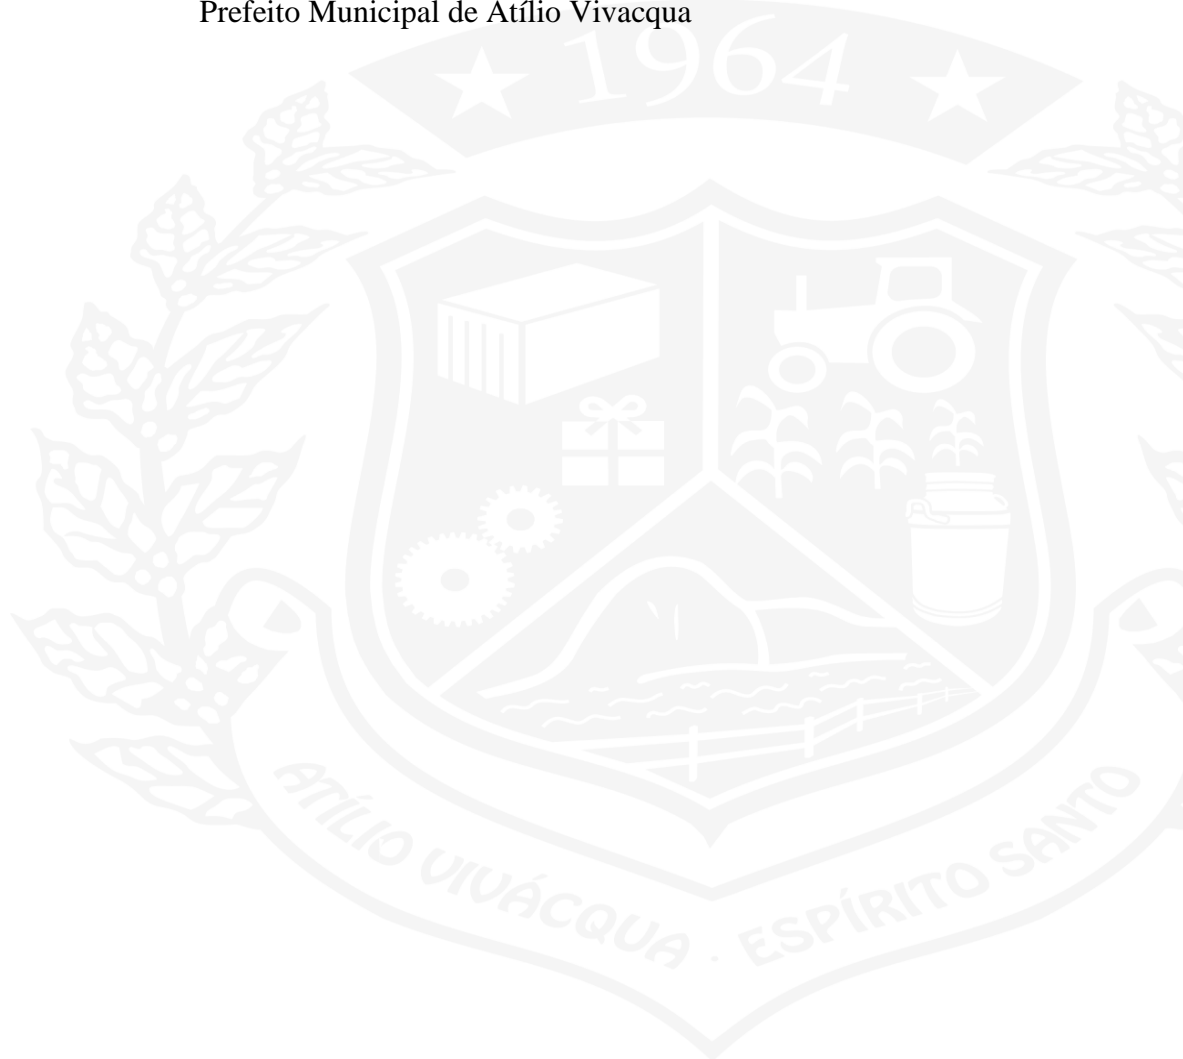 Prefeito Municipal de Atílio Vivacqua
1964
ATÍLIO VIVÁCQUA . ESPÍRITO SANTO